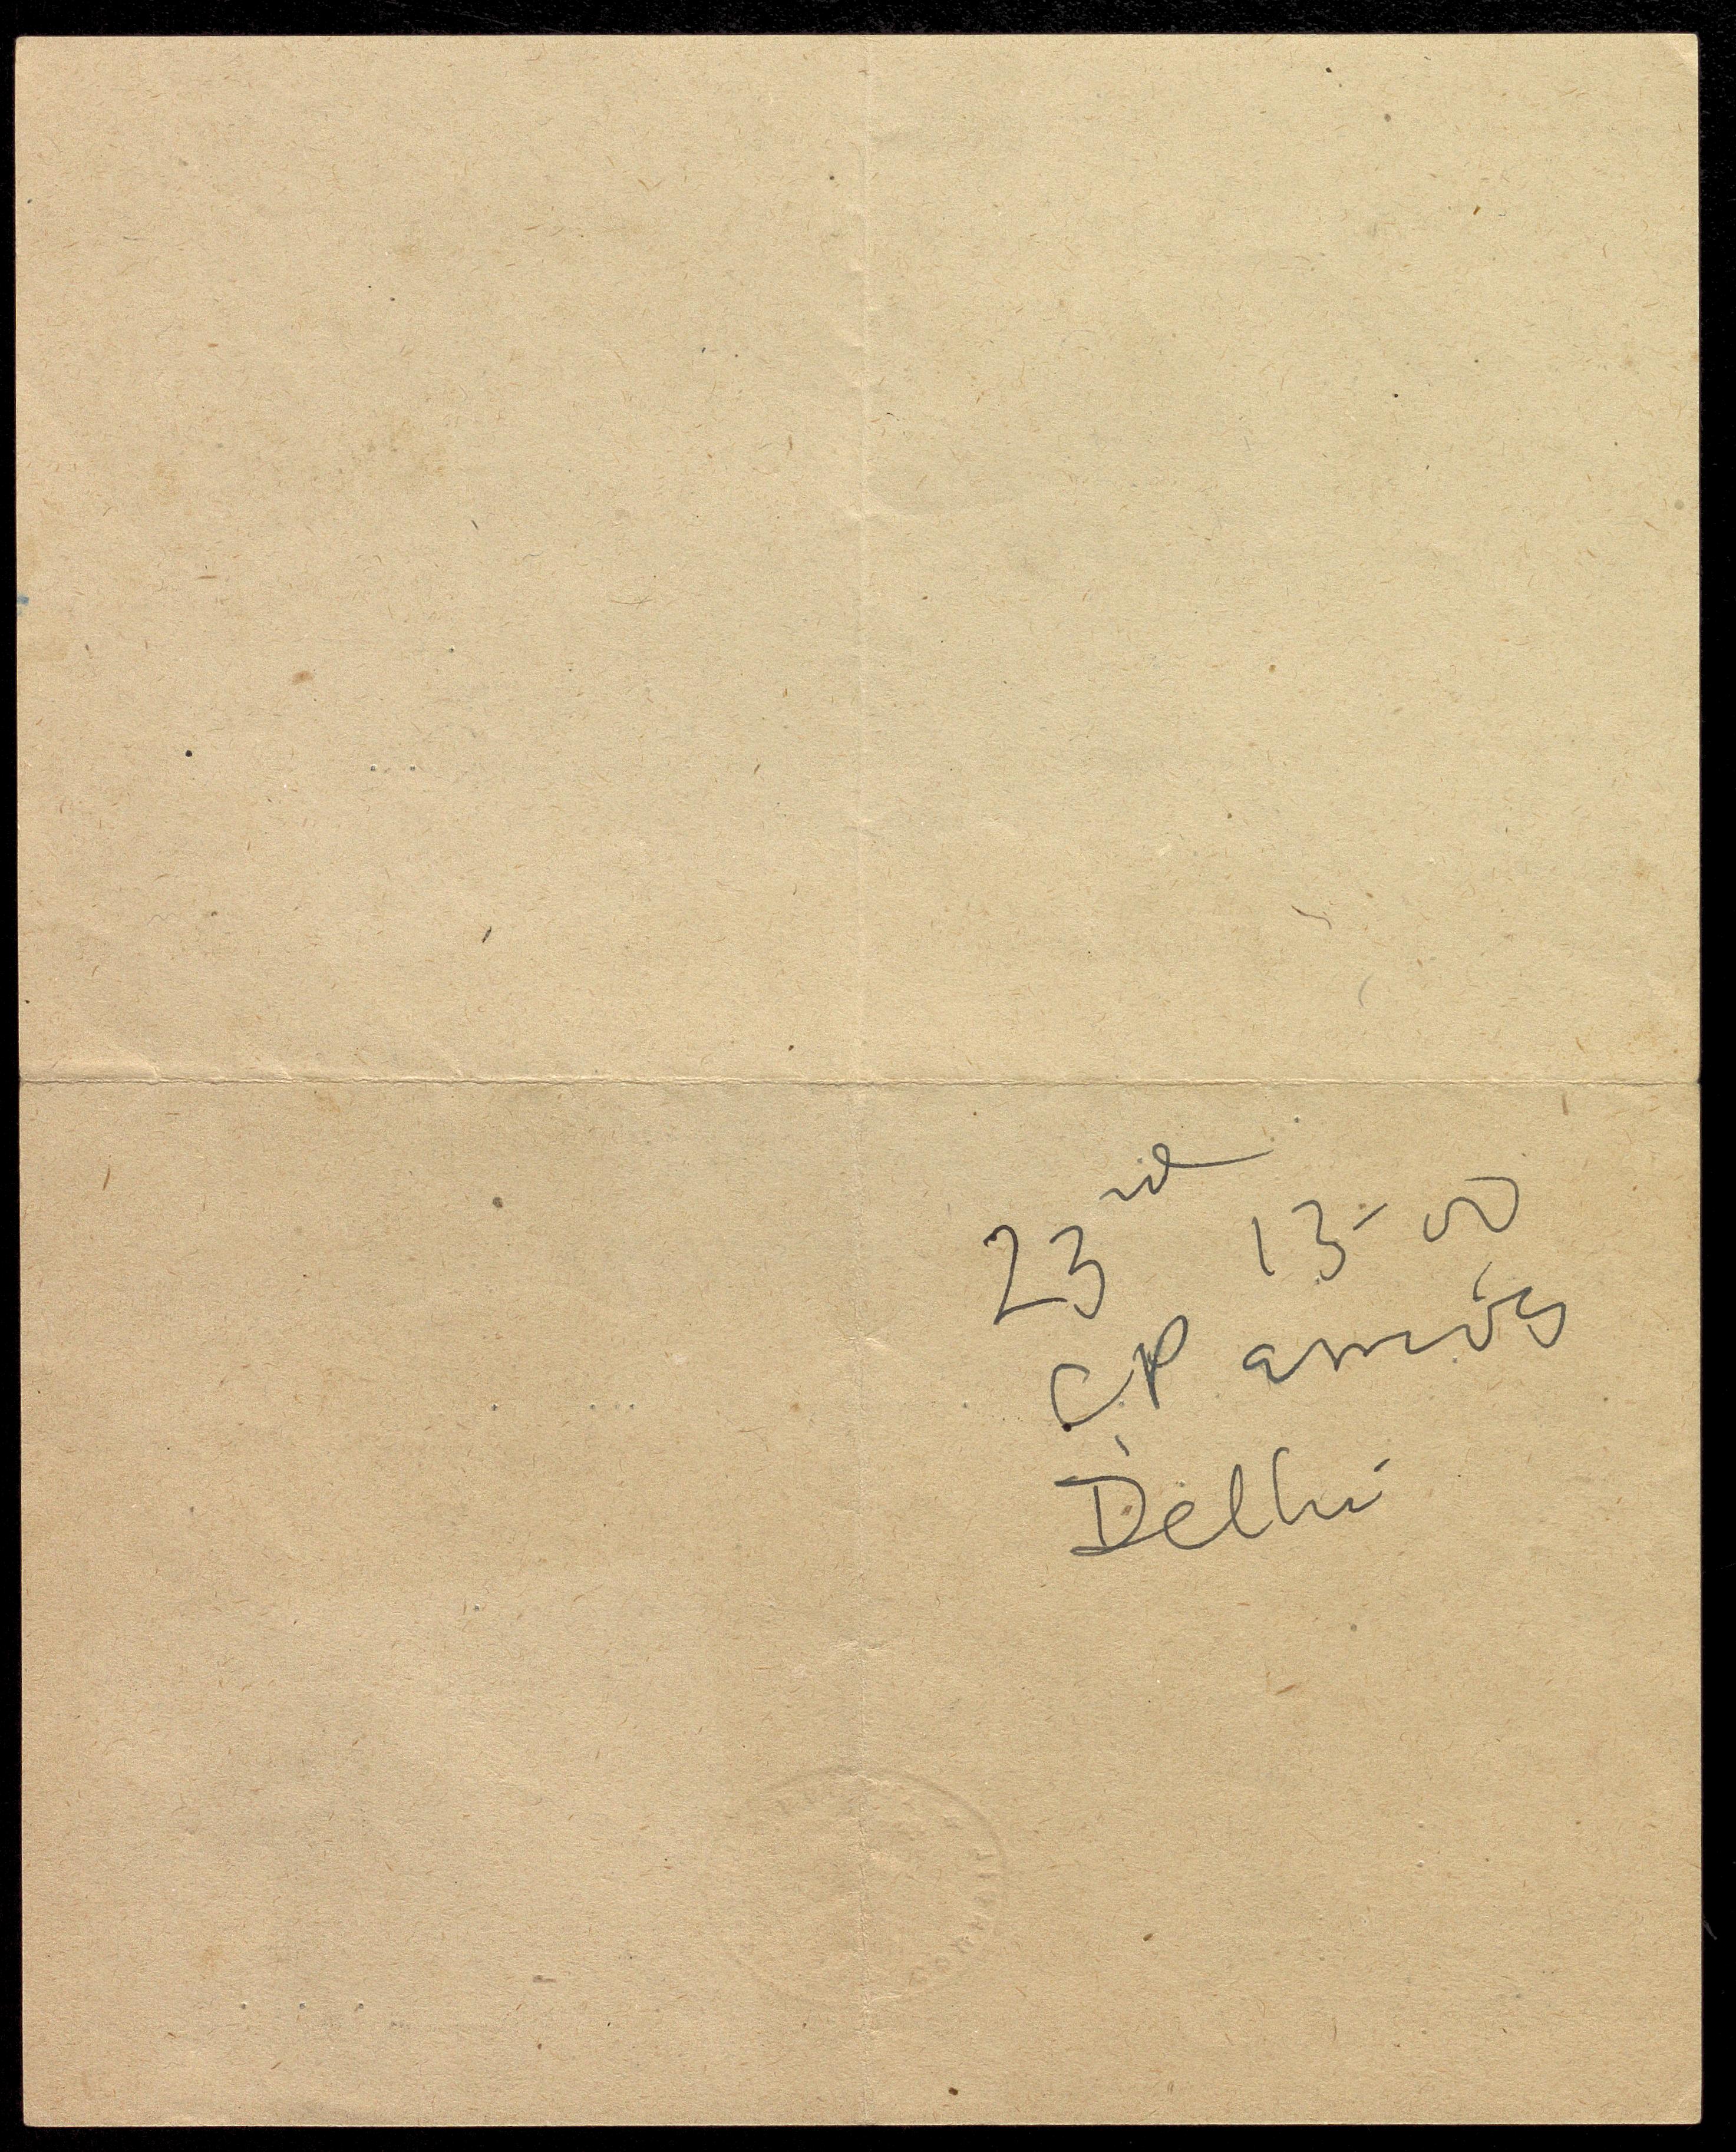 23rd 13-00
CP arrives
Delhi